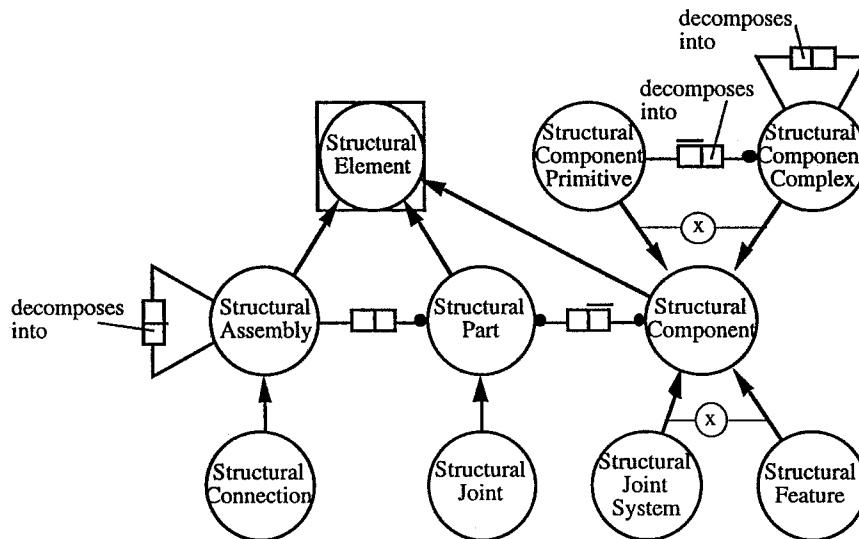 decomposes
into
decomposes
into
Structural
Element
Structural
Component
Primitive
Structural
Component
Complex
x
decomposes
into
Structural
Assembly
Structural
Part
Structural
Component
x
Structural
Connection
Structural
Joint
Structural
Joint
System
Structural
Feature